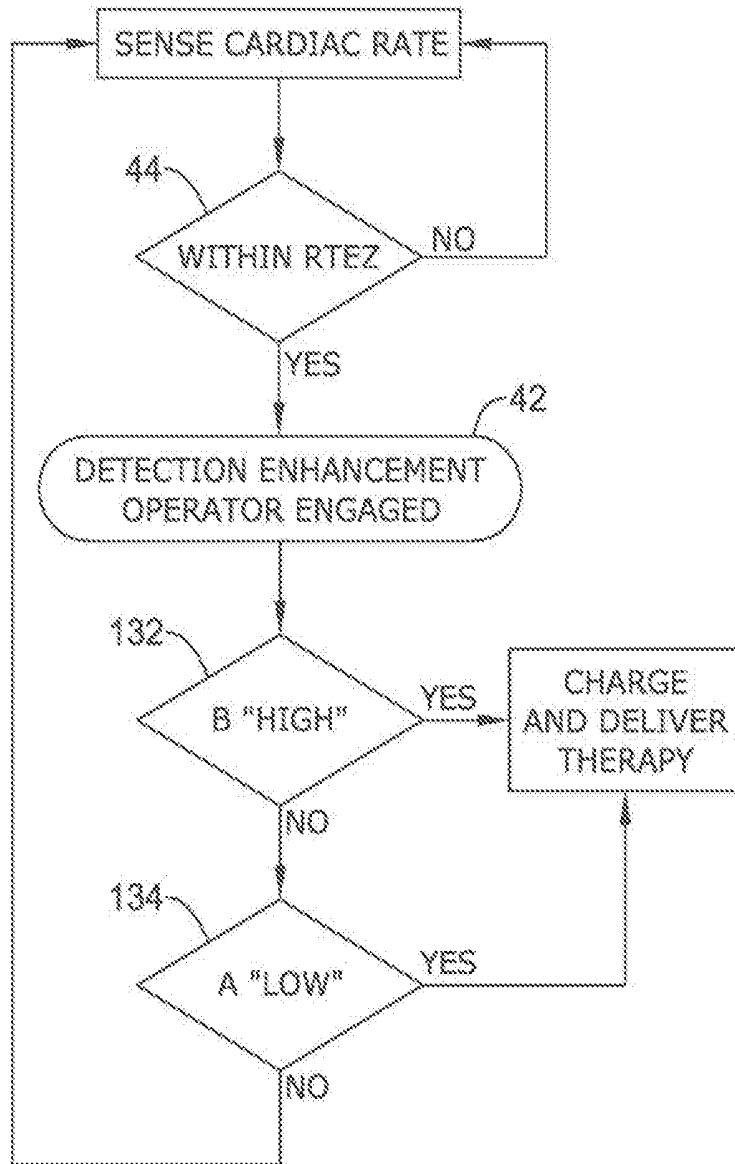 SENSE CARDIAC RATE
44
WITHIN RTEZ
NO
YES
42
DETECTION ENHANCEMENT
OPERATOR ENGAGED
132
B "HIGH"
YES
CHARGE
AND DELIVER
THERAPY
NO
134
A "LOW"
YES
NO